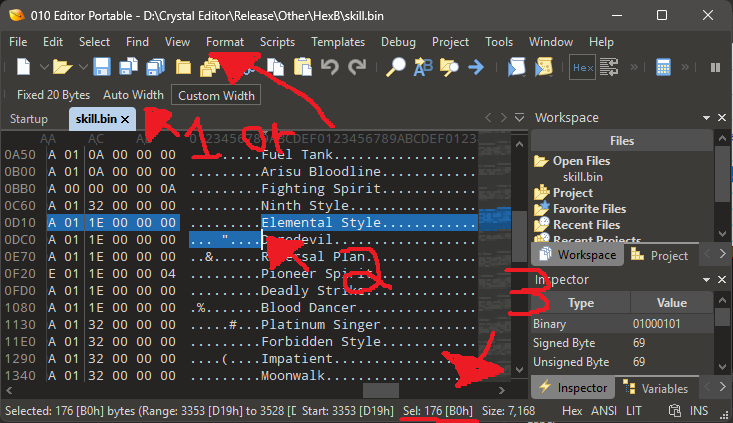 010 Editor Portable - D:\Crystal Editor\Release\Other\HexB\skill.bin
File Edit Select Find View Format Scripts Templates Debug Project Tools Window Help
Hex
Fixed 20 Bytes Auto Width Custom Width
1 or
Startup skill.bin
AA AC 0123456789ABCDEF0123456789ABCDEF0123
0A50 A 01 0A 00 00 00 ........Fuel Tank............
0B00 A 01 0A 00 00 00 ........Arisu Bloodline............
0BB0 A 00 00 00 00 0A ........Fighting Spirit............
0C60 A 01 32 00 00 00 ........Ninth Style............
0D10 A 01 1E 00 00 00 ........Elemental Style............
0DC0 A 01 1E 00 00 00 ... "....Daredevil............
0E70 A 01 1E 00 00 00 ..&.....Reversal Plan............
2
0F20 E 01 1E 00 00 04 ........Pioneer Spirit............
0FD0 A 01 1E 00 00 00 ........Deadly Strike............
1080 A 01 1E 00 00 00 .%......Blood Dancer............
1130 A 01 32 00 00 00 .....#..Platinum Singer............
11E0 A 01 32 00 00 00 ........Forbidden Style............
1290 A 01 32 00 00 00 ....(...Impatient............
1340 A 01 32 00 00 00 ........Moonwalk............
Workspace
Files
Open Files
skill.bin
Project
Favorite Files
Recent Files
Recent Projects
Workspace Project
3
Inspector
Type Value
Binary 01000101
Signed Byte 69
Unsigned Byte 69
Inspector Variables
Selected: 176 [B0h] bytes (Range: 3353 [D19h] to 3528 [D Start: 3353 [D19h] Sel: 176 [B0h] Size: 7,168 Hex ANSI LIT INS